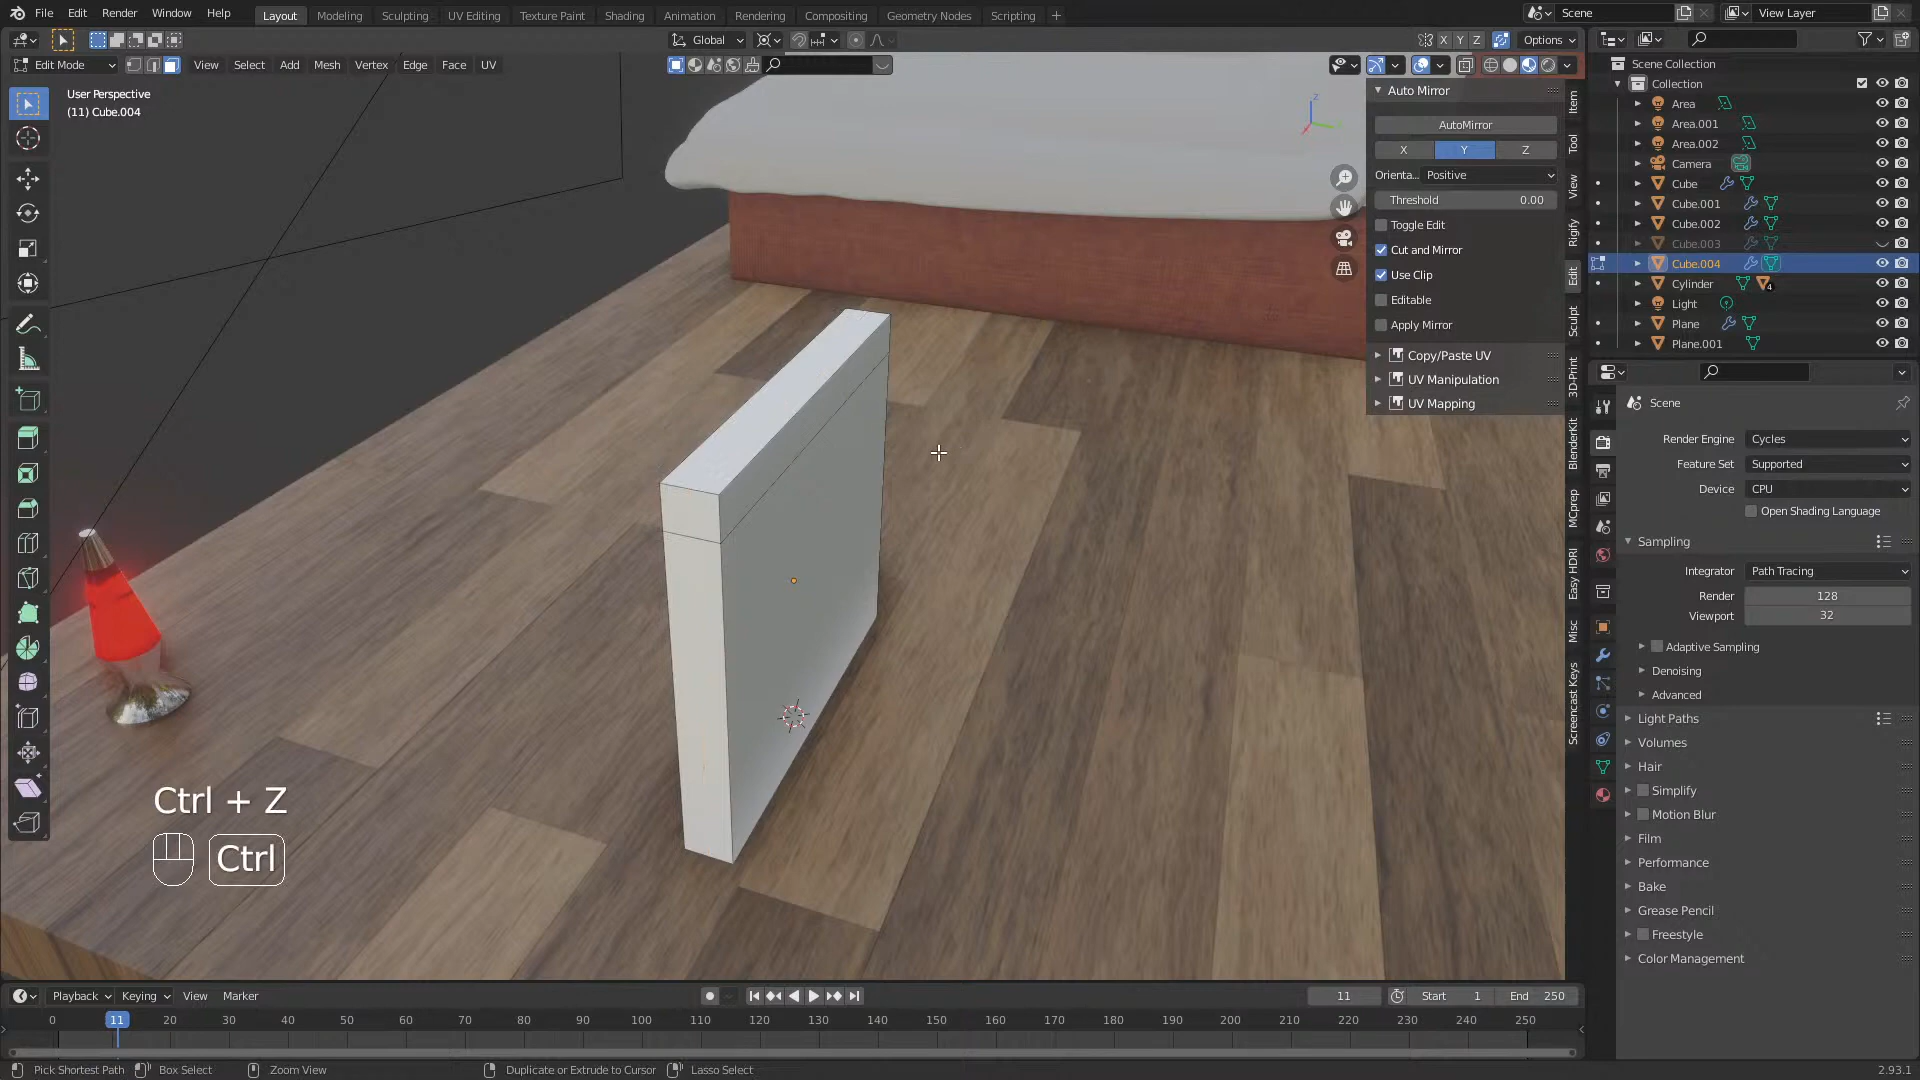 File Edit Render Window Help Layout Modeling Sculpting UV Editing Texture Paint Shading Animation Rendering Compositing Geometry Nodes Scripting + Scene View Layer
Global X Y Z Options
Edit Mode View Select Add Mesh Vertex Edge Face UV
User Perspective
(11) Cube.004
Auto Mirror
AutoMirror
X Y Z
Orienta... Positive
Threshold 0.00
Toggle Edit
Cut and Mirror
Use Clip
Editable
Apply Mirror
Copy/Paste UV
UV Manipulation
UV Mapping
Item
Tool
View
Rigify
Edit
Sculpt
3D-Print
BlenderKit
MCprep
Easy HDRI
Misc
Screencast Keys
Scene Collection
Collection
Area
Area.001
Area.002
Camera
Cube
Cube.001
Cube.002
Cube.003
Cube.004
Cylinder 4
Light
Plane
Plane.001
Scene
Render Engine Cycles
Feature Set Supported
Device CPU
Open Shading Language
Sampling
Integrator Path Tracing
Render 128
Viewport 32
Adaptive Sampling
Denoising
Advanced
Light Paths
Volumes
Hair
Simplify
Motion Blur
Film
Performance
Bake
Grease Pencil
Freestyle
Color Management
Z
Ctrl + Z
Ctrl
Playback Keying View Marker 11 Start 1 End 250
0 11 20 30 40 50 60 70 80 90 100 110 120 130 140 150 160 170 180 190 200 210 220 230 240 250
Pick Shortest Path Box Select Zoom View Duplicate or Extrude to Cursor Lasso Select 2.93.1